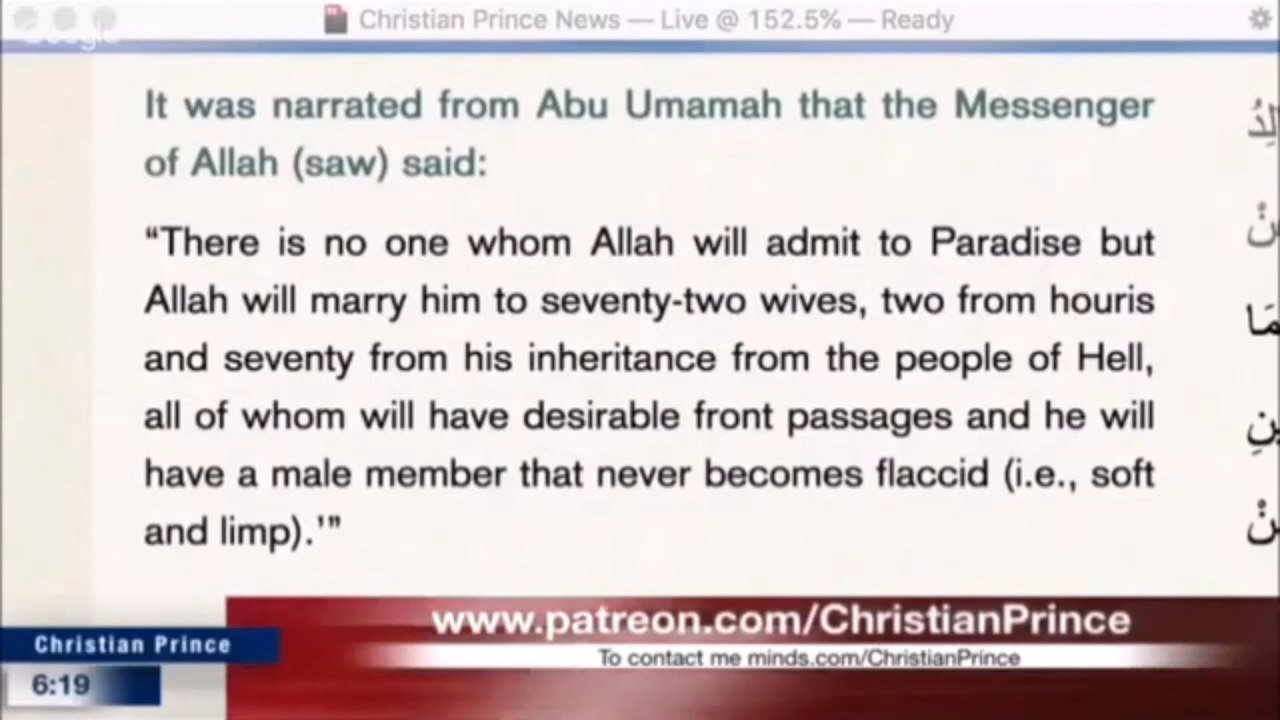 Christian Prince News — Live @ 152.5% — Ready
Google
It was narrated from Abu Umamah that the Messenger
of Allah (saw) said:
“There is no one whom Allah will admit to Paradise but
Allah will marry him to seventy-two wives, two from houris
and seventy from his inheritance from the people of Hell,
all of whom will have desirable front passages and he will
have a male member that never becomes flaccid (i.e., soft
and limp).’”
www.patreon.com/ChristianPrince
To contact me minds.com/ChristianPrince
Christian Prince
6:19